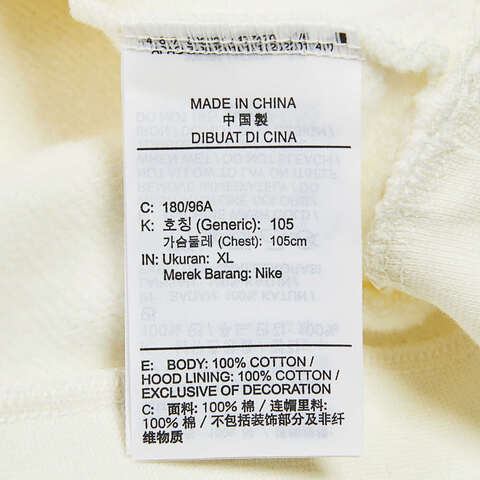 MADE IN CHINA
中国製
DIBUAT DI CINA
C: 180/96A
K: 호칭 (Generic): 105
가슴둘레 (Chest): 105cm
IN: Ukuran: XL
Merek Barang: Nike
E: BODY: 100% COTTON /
HOOD LINING: 100% COTTON /
EXCLUSIVE OF DECORATION
C: 面料: 100% 棉 / 连帽里料:
100% 棉 / 不包括装饰部分及非纤
维物质